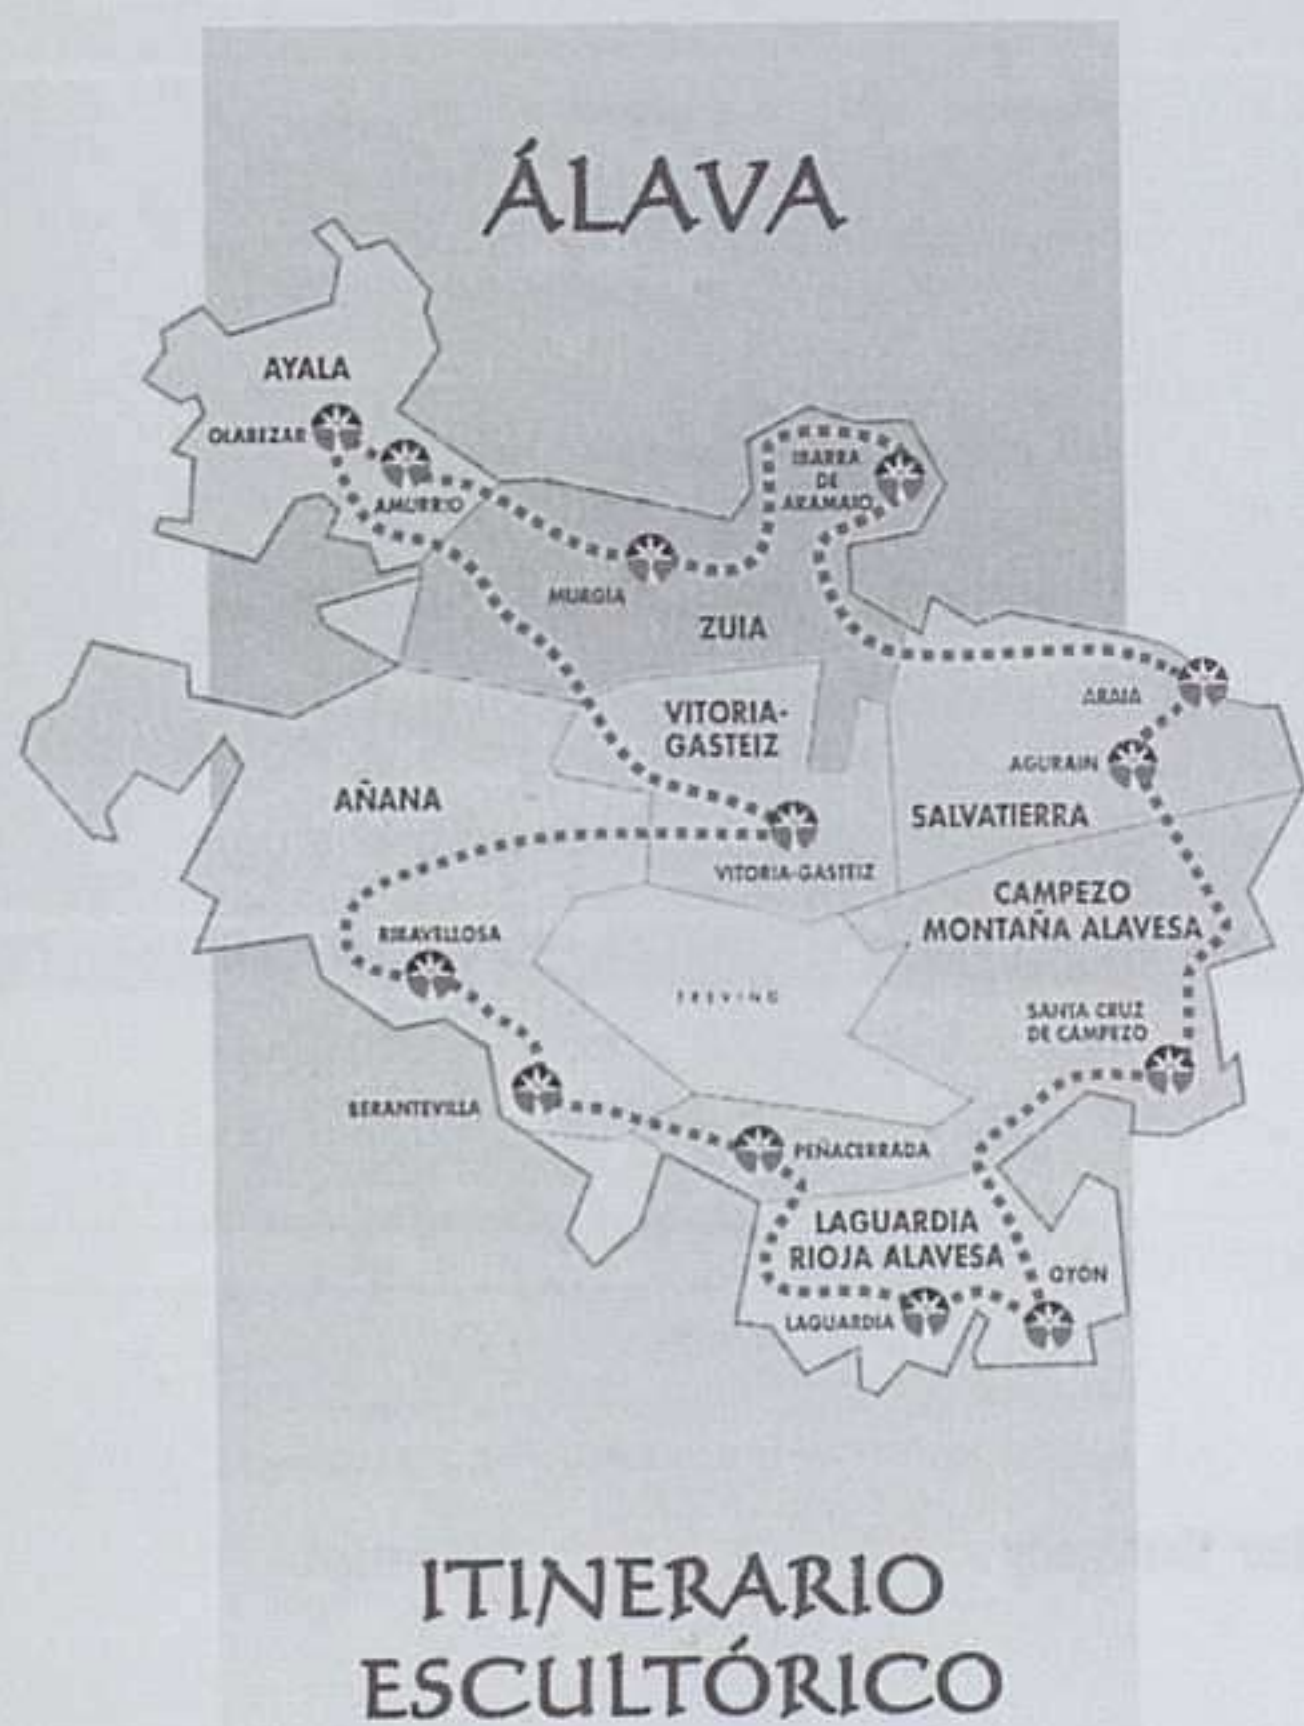 ÁLAVA
AYALA
OLABEZAR
AMURRIO
IBARRA
DE
ARAMAIO
MURGIA
ZUIA
ARAIA
VITORIA-
GASTEIZ
AGURAIN
AÑANA
SALVATIERRA
VITORIA-GASTEIZ
CAMPEZO
MONTAÑA ALAVESA
RIBAVELLOSA
TREVIÑO
SANTA CRUZ
DE CAMPEZO
BERANTEVILLA
PEÑACERRADA
LAGUARDIA
RIOJA ALAVESA
OYÓN
LAGUARDIA
ITINERARIO
ESCULTÓRICO